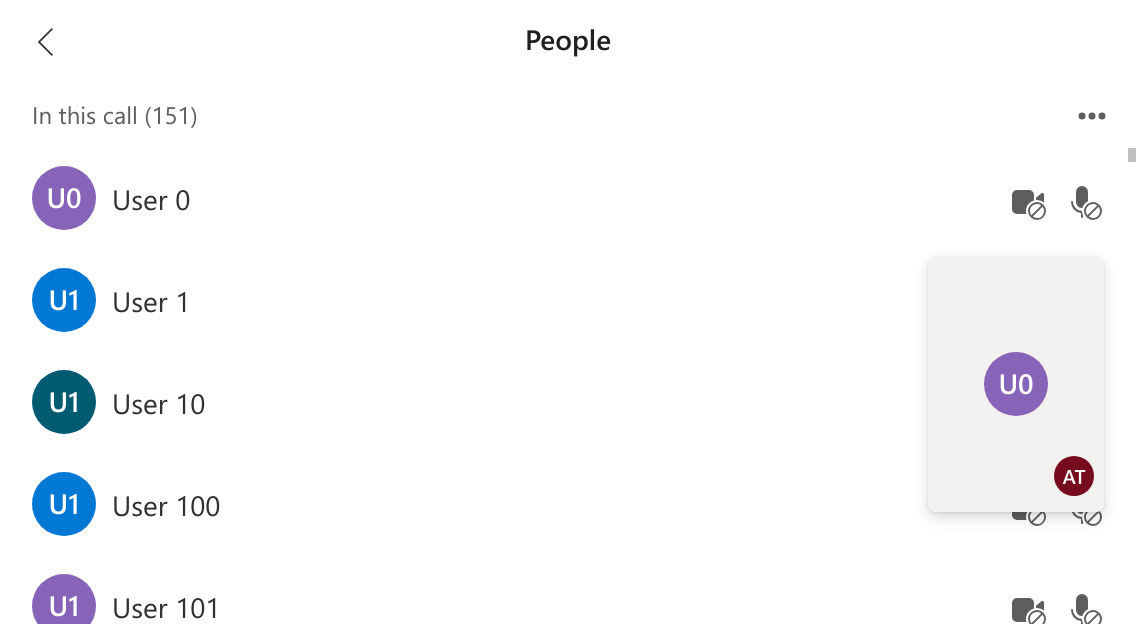 People
In this call (151)
U0 User 0
U1 User 1
U0
U1 User 10
AT
U1 User 100
U1 User 101